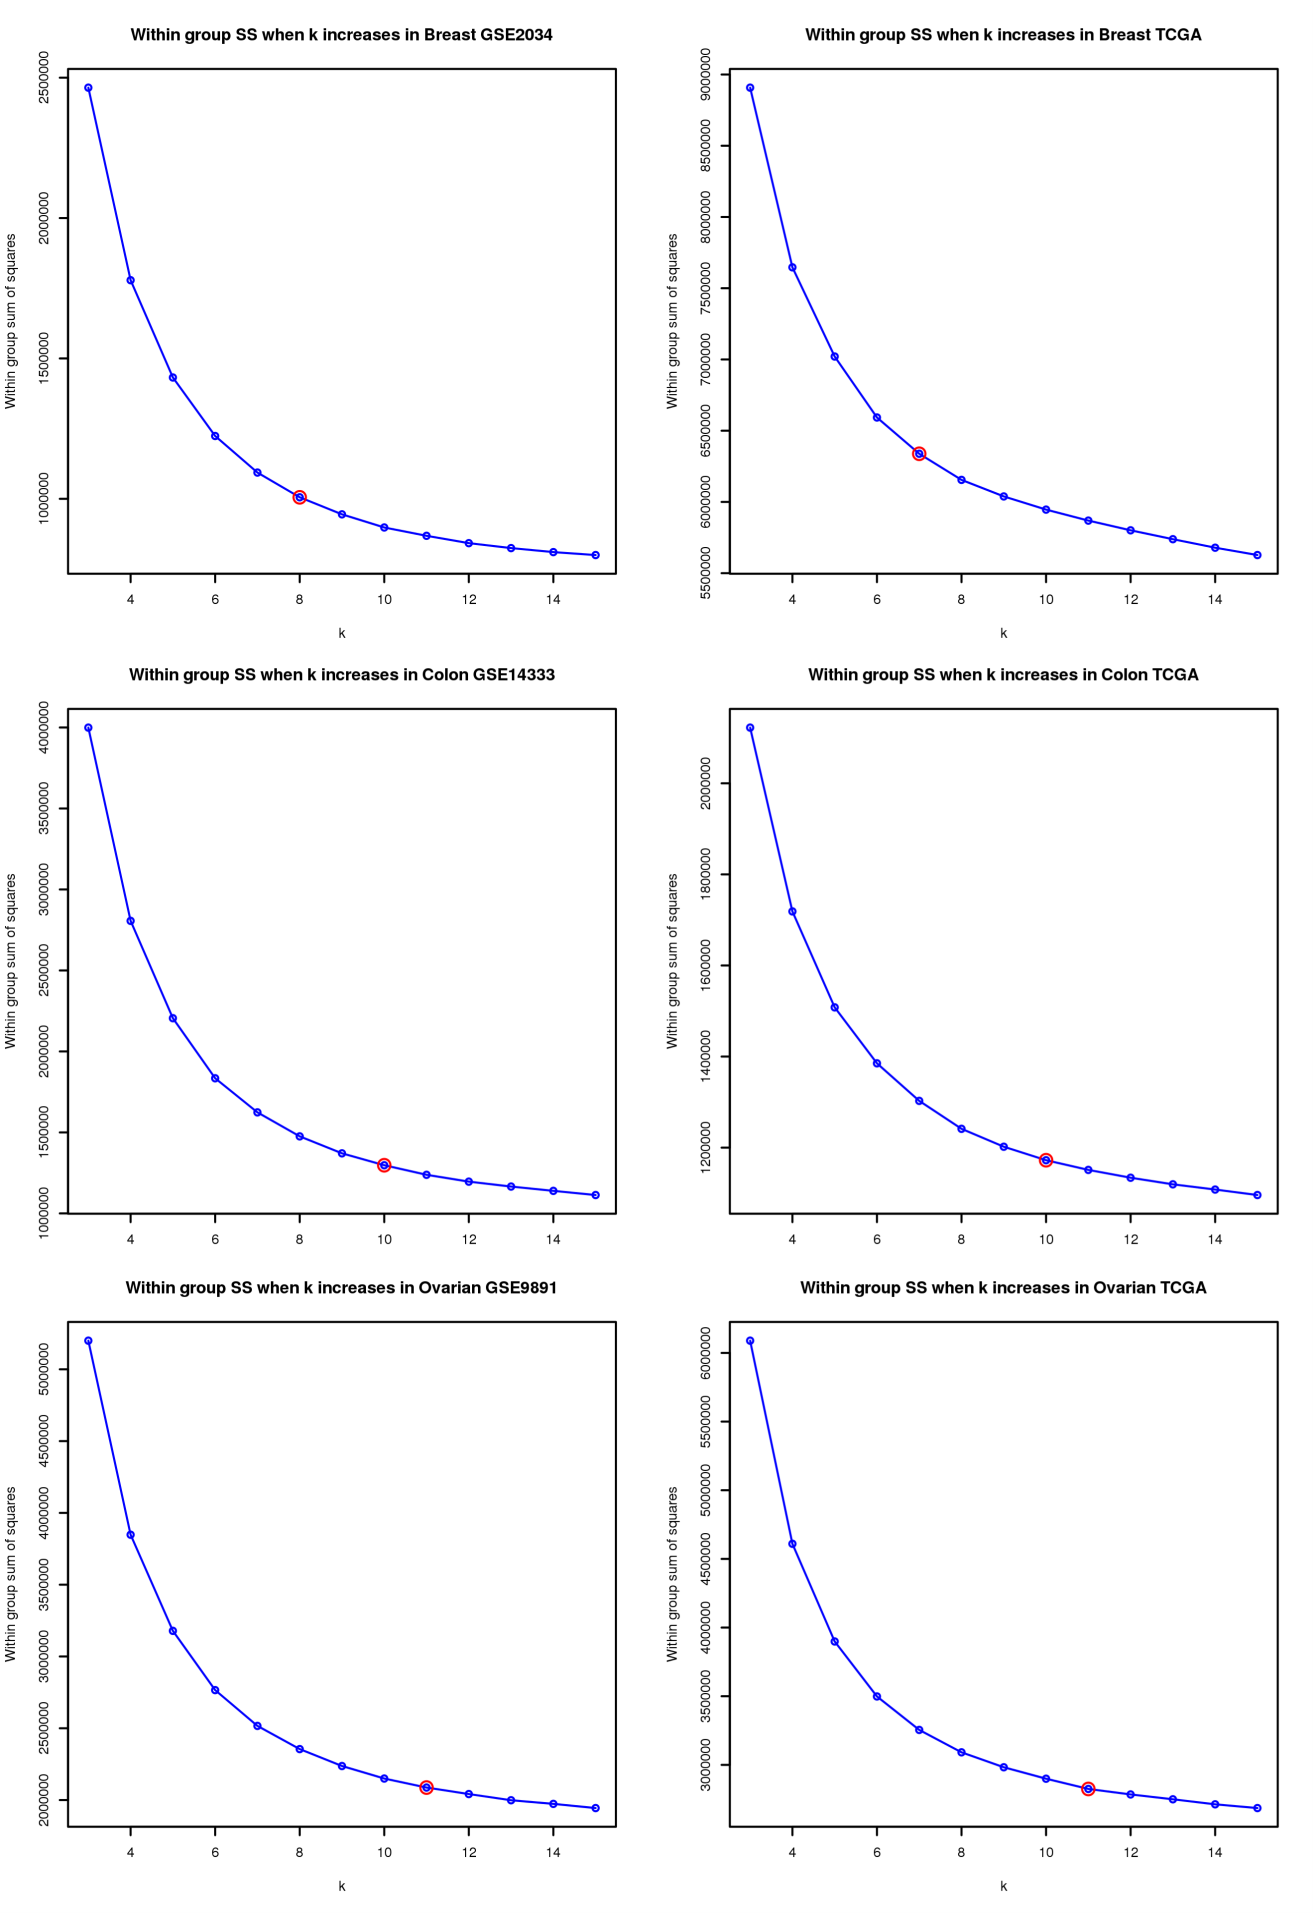 Within group SS when k increases in Breast GSE2034
Within group sum of squares
2500000
2000000
1500000
1000000
4 6 8 10 12 14
k
Within group SS when k increases in Breast TCGA
Within group sum of squares
9000000
8500000
8000000
7500000
7000000
6500000
6000000
5500000
4 6 8 10 12 14
k
Within group SS when k increases in Colon GSE14333
Within group sum of squares
4000000
3500000
3000000
2500000
2000000
1500000
1000000
4 6 8 10 12 14
Within group SS when k increases in Colon TCGA
Within group sum of squares
2000000
1800000
1600000
1400000
1200000
4 6 8 10 12 14
Within group SS when k increases in Ovarian GSE9891
Within group sum of squares
5000000
4500000
4000000
3500000
3000000
2500000
2000000
4 6 8 10 12 14
k
Within group SS when k increases in Ovarian TCGA
Within group sum of squares
6000000
5500000
5000000
4500000
4000000
3500000
3000000
4 6 8 10 12 14
k